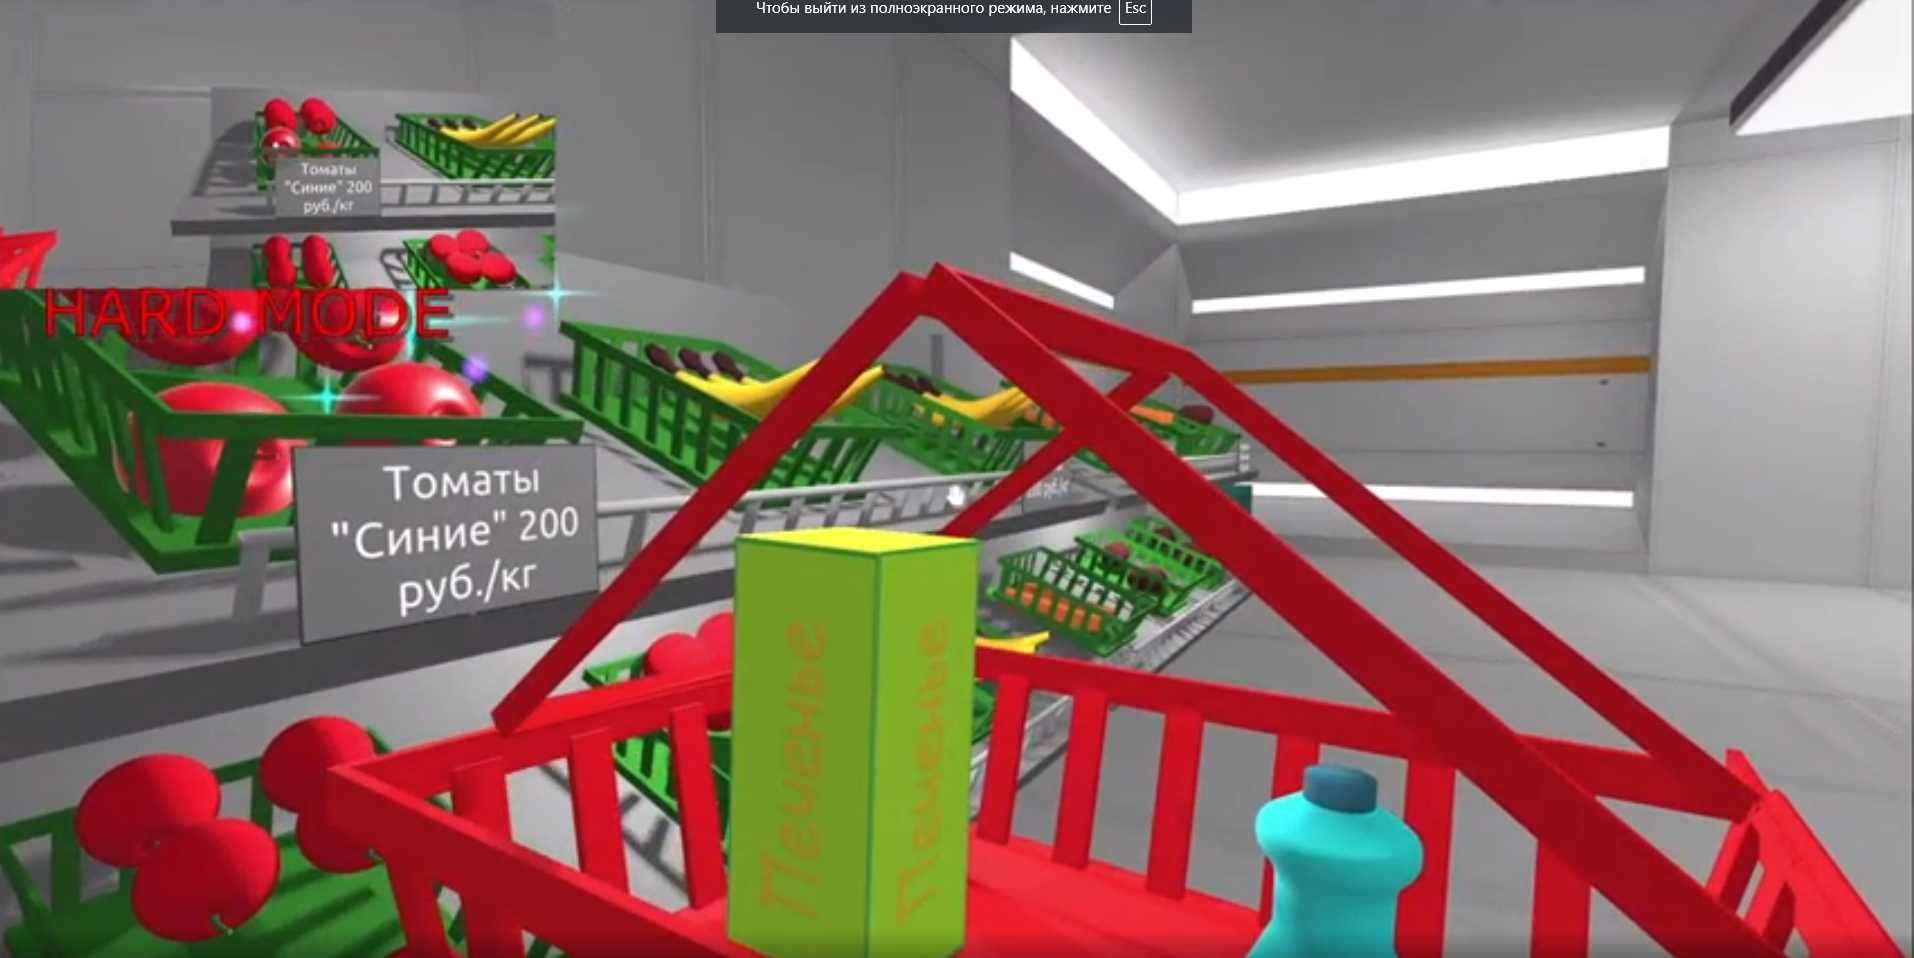 Чтобы выйти из полноэкранного режима, нажмите Esc
Томаты
"Синие" 200
руб./кг
HARD MODE
Томаты
"Синие" 200
руб./кг
Печенье
Печенье